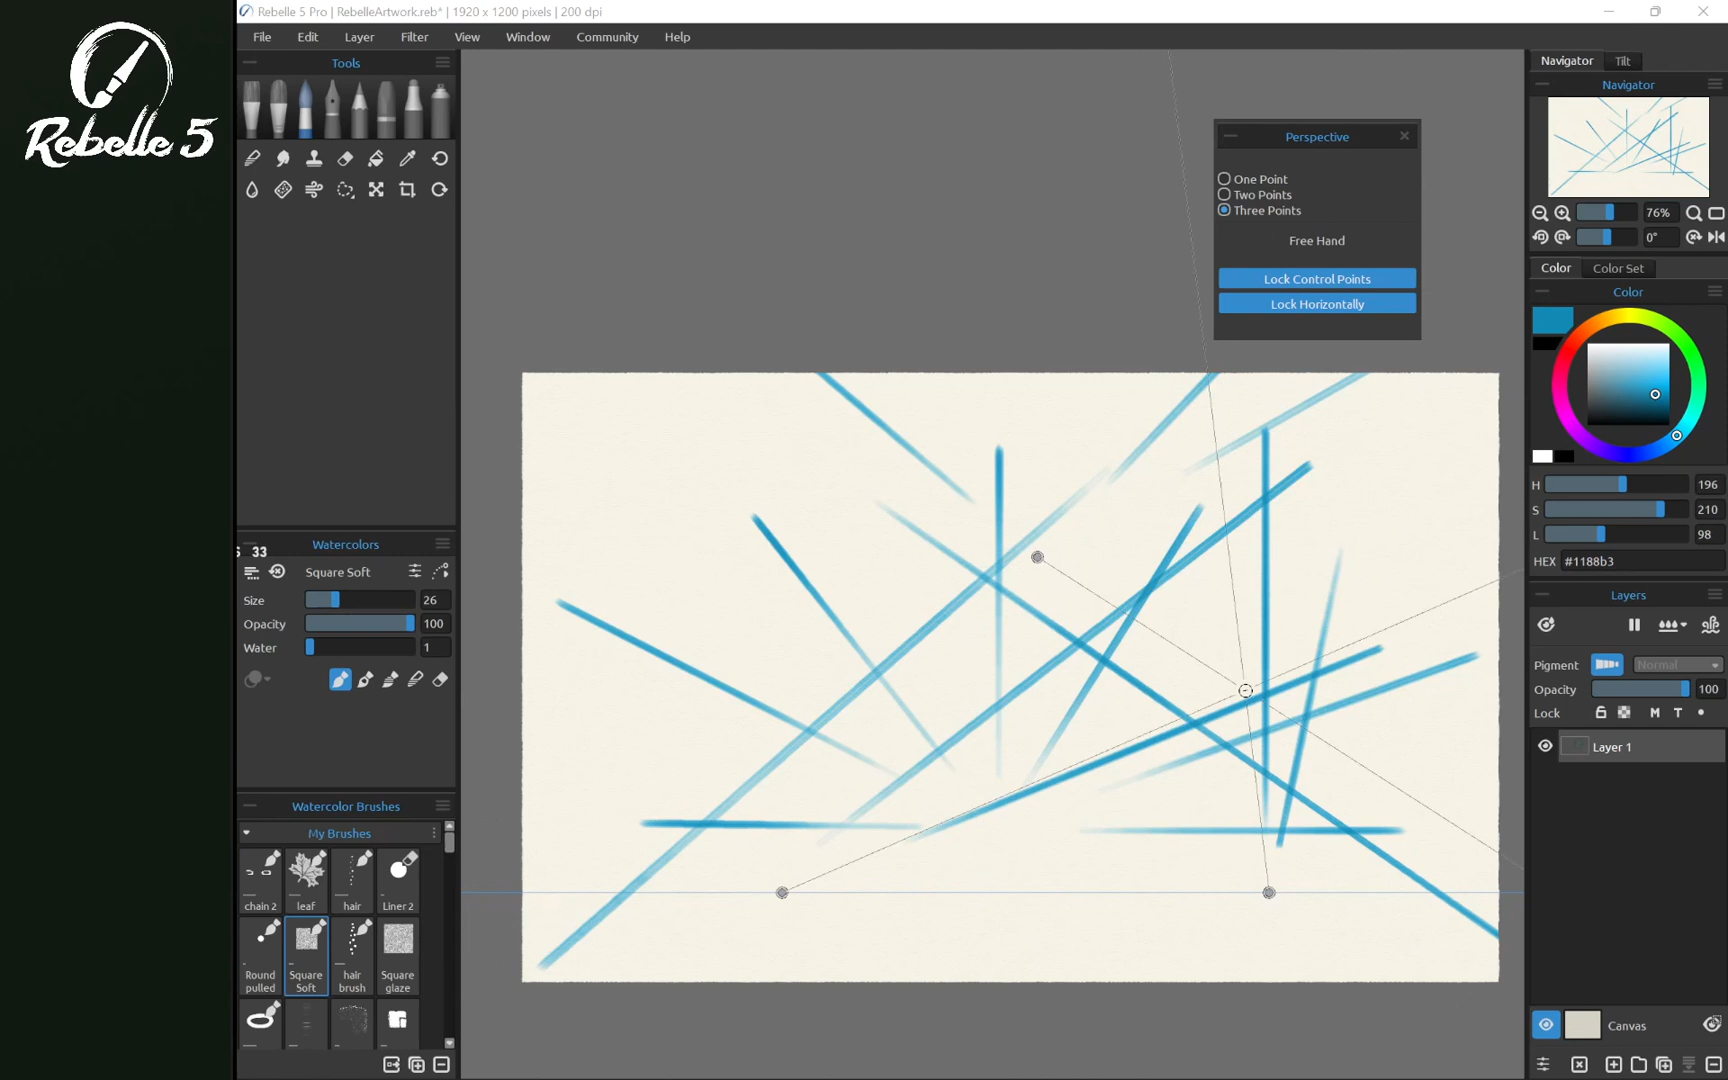 Rebelle 5
Rebelle 5 Pro | RebelleArtwork.reb* | 1920 x 1200 pixels | 200 dpi
File Edit Layer Filter View Window Community Help
Tools
Perspective
One Point
Two Points
Three Points
Free Hand
Lock Control Points
Lock Horizontally
Navigator Tilt
Navigator
76%
0°
Color Color Set
Color
H 196
S 210
L 98
HEX #1188b3
Watercolors
33
Square Soft
Size 26
Opacity 100
Water 1
Watercolor Brushes
My Brushes
chain 2 leaf hair Liner 2
Round pulled
Square Soft
hair brush
Square glaze
Layers
Pigment Normal
Opacity 100
Lock M T
Layer 1
Canvas